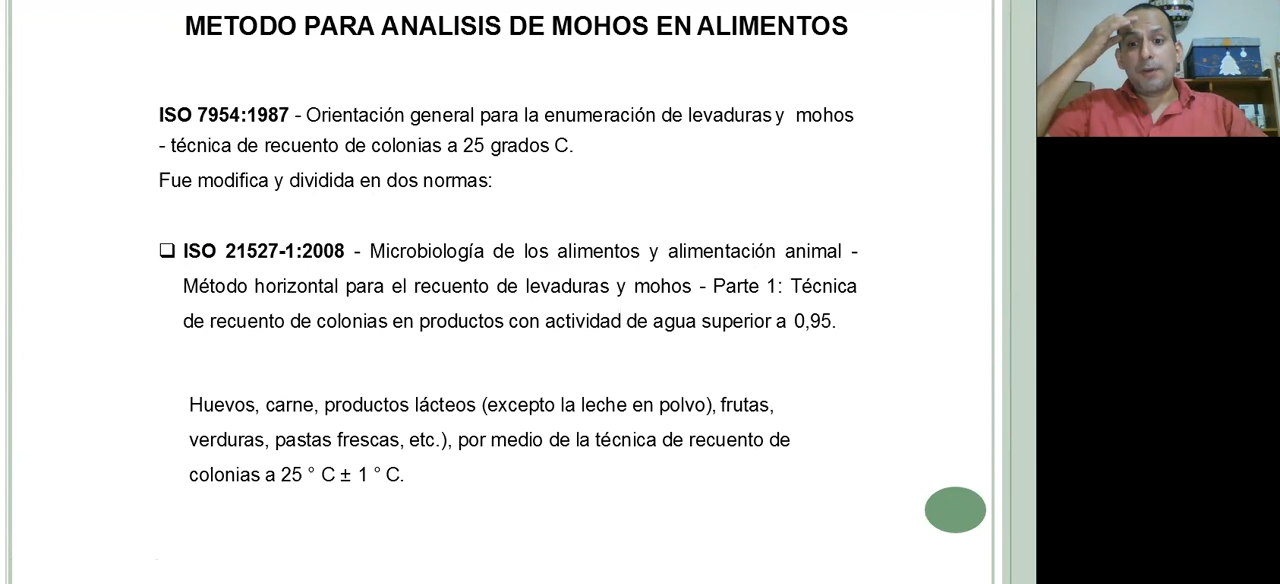 METODO PARA ANALISIS DE MOHOS EN ALIMENTOS
ISO 7954:1987 - Orientación general para la enumeración de levaduras y mohos
- técnica de recuento de colonias a 25 grados C.
Fue modifica y dividida en dos normas:
❑ ISO 21527-1:2008 - Microbiología de los alimentos y alimentación animal -
Método horizontal para el recuento de levaduras y mohos - Parte 1: Técnica
de recuento de colonias en productos con actividad de agua superior a 0,95.
Huevos, carne, productos lácteos (excepto la leche en polvo), frutas,
verduras, pastas frescas, etc.), por medio de la técnica de recuento de
colonias a 25 ° C ± 1 ° C.